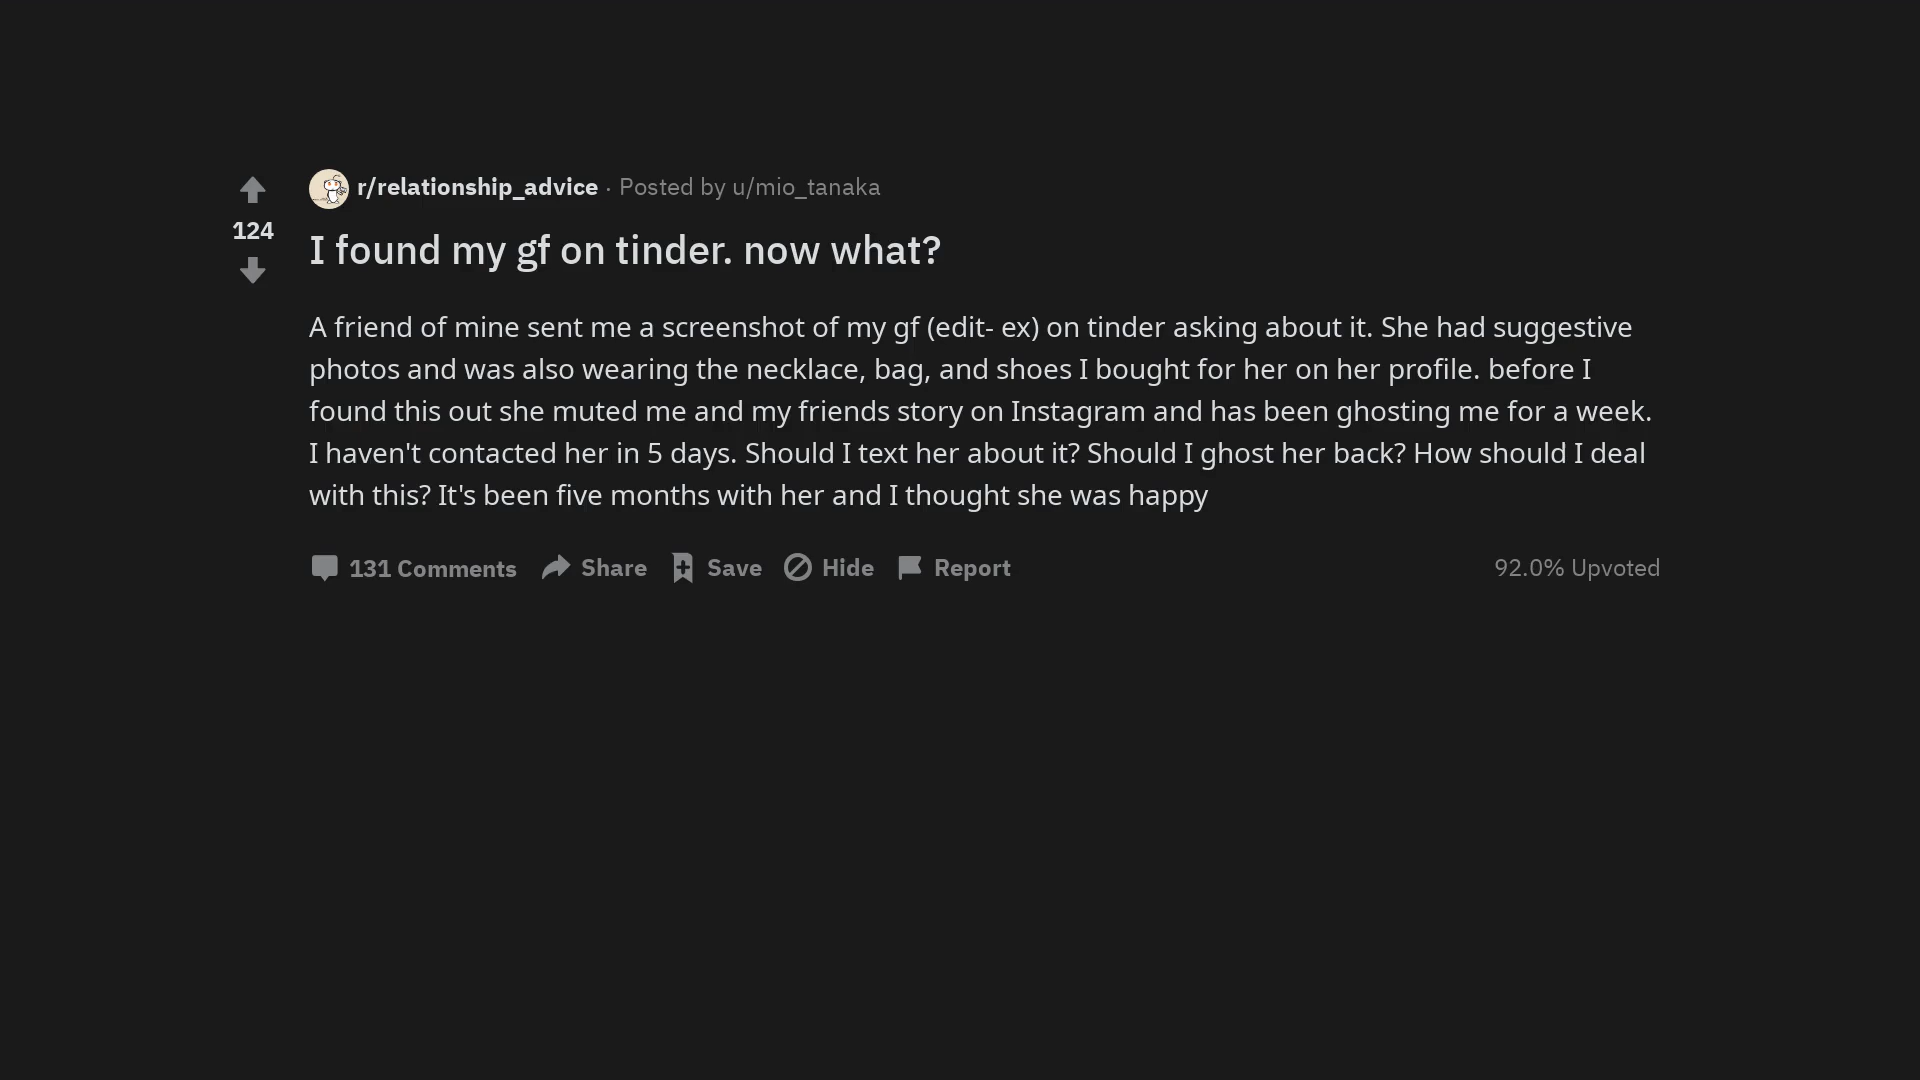 r/relationship_advice · Posted by u/mio_tanaka
124
I found my gf on tinder. now what?
A friend of mine sent me a screenshot of my gf (edit- ex) on tinder asking about it. She had suggestive
photos and was also wearing the necklace, bag, and shoes I bought for her on her profile. before I
found this out she muted me and my friends story on Instagram and has been ghosting me for a week.
I haven't contacted her in 5 days. Should I text her about it? Should I ghost her back? How should I deal
with this? It's been five months with her and I thought she was happy
131 Comments Share Save Hide Report 92.0% Upvoted